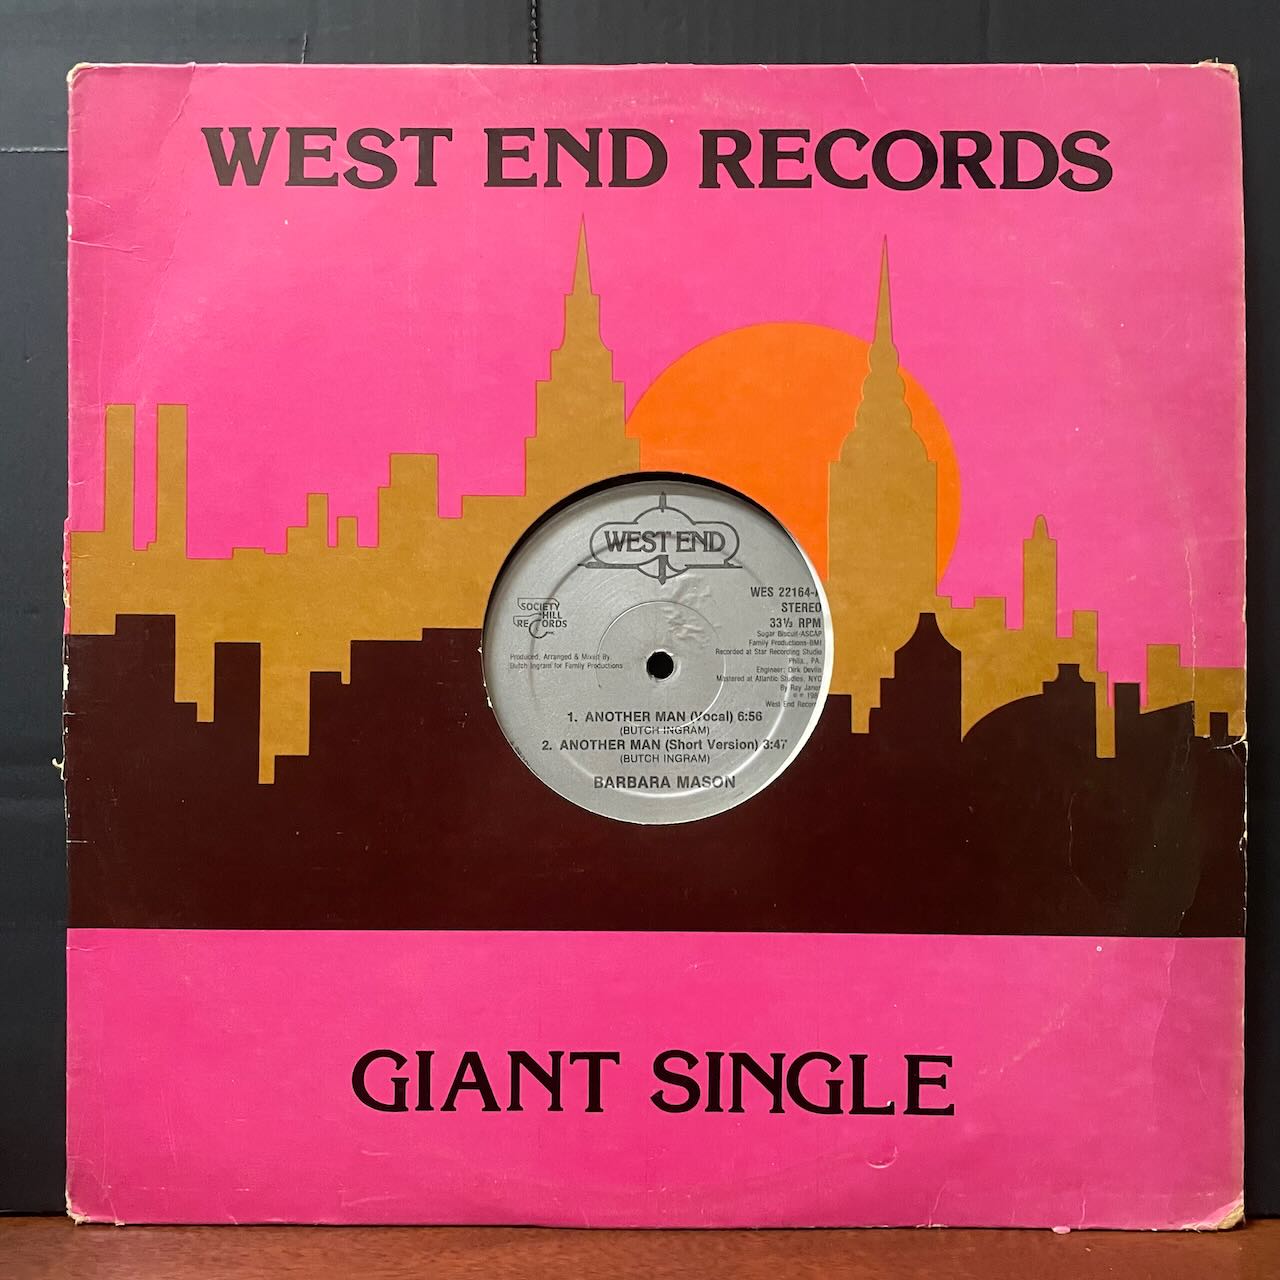 WEST END RECORDS
WEST END
SOCIETY
HILL
RECORDS
WES 22164-
STEREO
33⅓ RPM
Sugar Biscuit-ASCAP
Family Productions-BMI
Recorded at Star Recording Studio
Phila., PA.
Engineer: Dirk Devlin
Mastered at Atlantic Studios, NYC
By Ray Janos
West End Record
Produced, Arranged & Mixed By.
Butch Ingram for Family Productions
1. ANOTHER MAN (Vocal) 6:56
(BUTCH INGRAM)
2. ANOTHER MAN (Short Version) 3:47
(BUTCH INGRAM)
BARBARA MASON
GIANT SINGLE